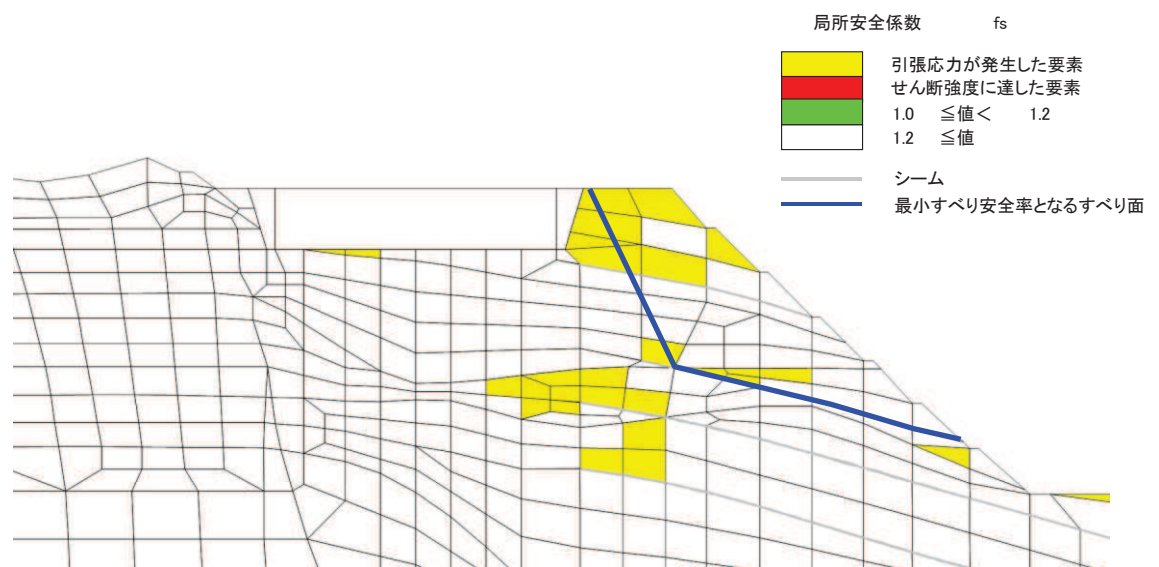 局所安全係数 fs
引張応力が発生した要素
せん断強度に達した要素
1.0 ≦値＜ 1.2
1.2 ≦値
シーム
最小すべり安全率となるすべり面